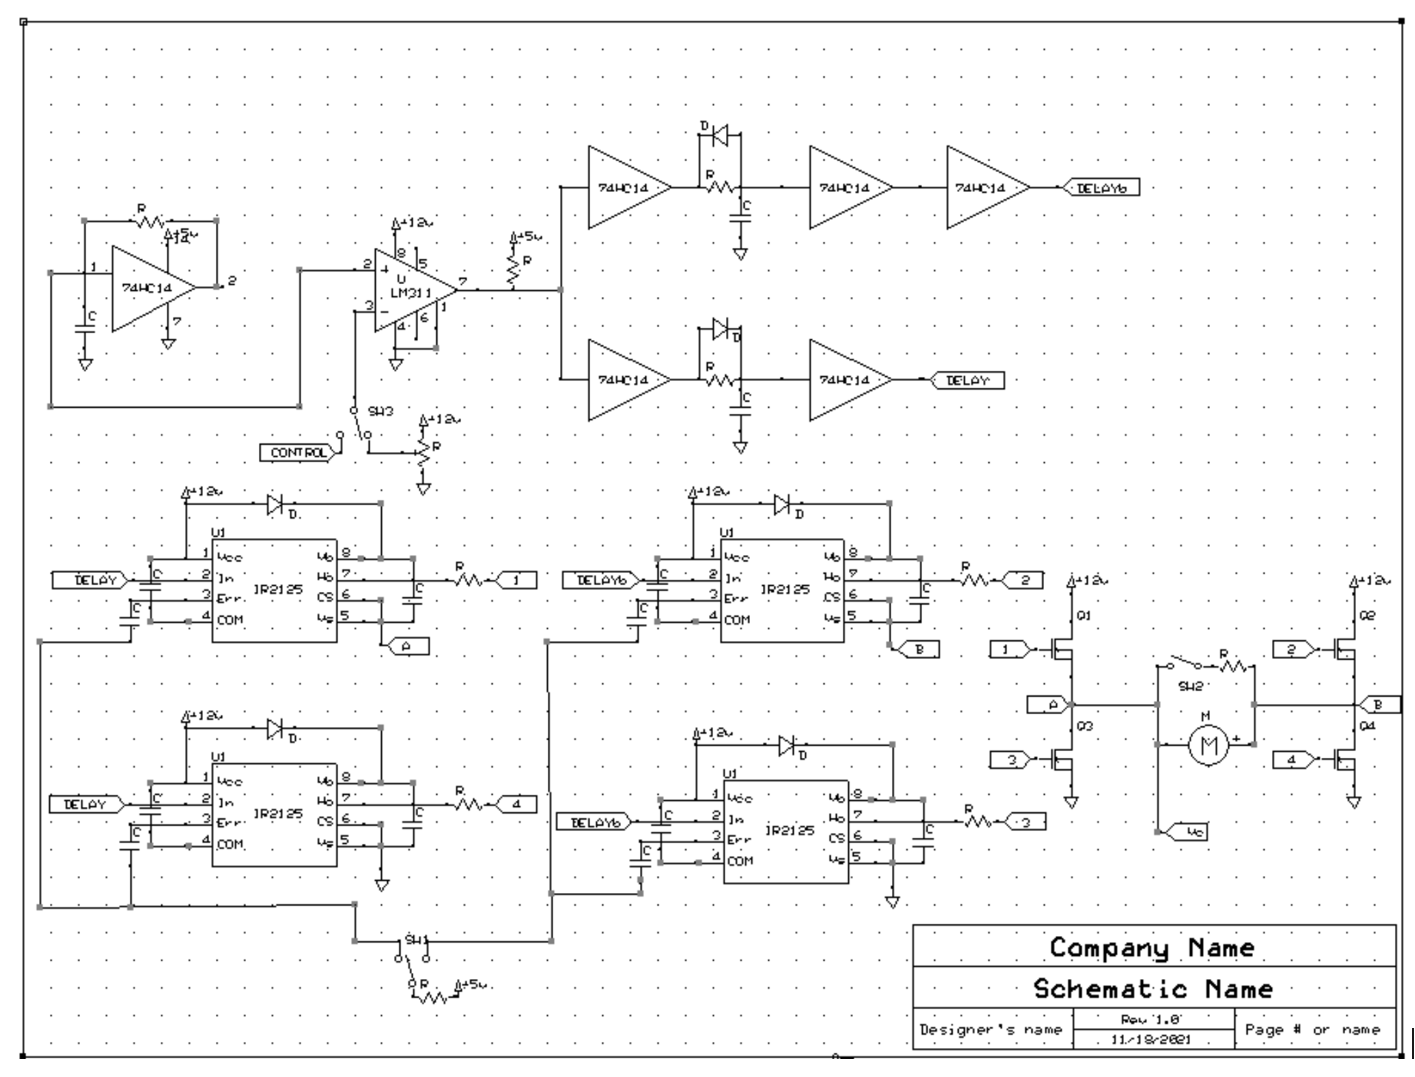 D
R
74HC14
74HC14
74HC14
DELAYb
C
R
+5v
14
1
74HC14
2
7
C
+12v
8
5
2
+
U
LM311
7
3
-
4
6
1
+5v
R
D
R
74HC14
74HC14
DELAY
C
SW3
+12v
R
CONTROL
+12v
D
U1
1 Vcc Vb 8
DELAY
C
2 In Ho 7
R
1
IR2125
3 Err CS 6
C
C
4 COM Vs 5
A
+12v
D
U1
1 Vcc Vb 8
DELAYb
C
2 In Ho 7
R
2
IR2125
3 Err CS 6
C
C
4 COM Vs 5
B
+12v
Q1
1
+12v
Q2
2
R
SW2
A
B
M
M
+
Q3
3
Q4
4
Vc
+12v
D
U1
1 Vcc Vb 8
DELAY
C
2 In Ho 7
R
4
IR2125
3 Err CS 6
C
C
4 COM Vs 5
+12v
D
U1
1 Vcc Vb 8
DELAYb
C
2 In Ho 7
R
3
IR2125
3 Err CS 6
C
C
4 COM Vs 5
SW1
R
+5v
Company Name
Schematic Name
Designer's name
Rev 1.0
11/18/2021
Page # or name